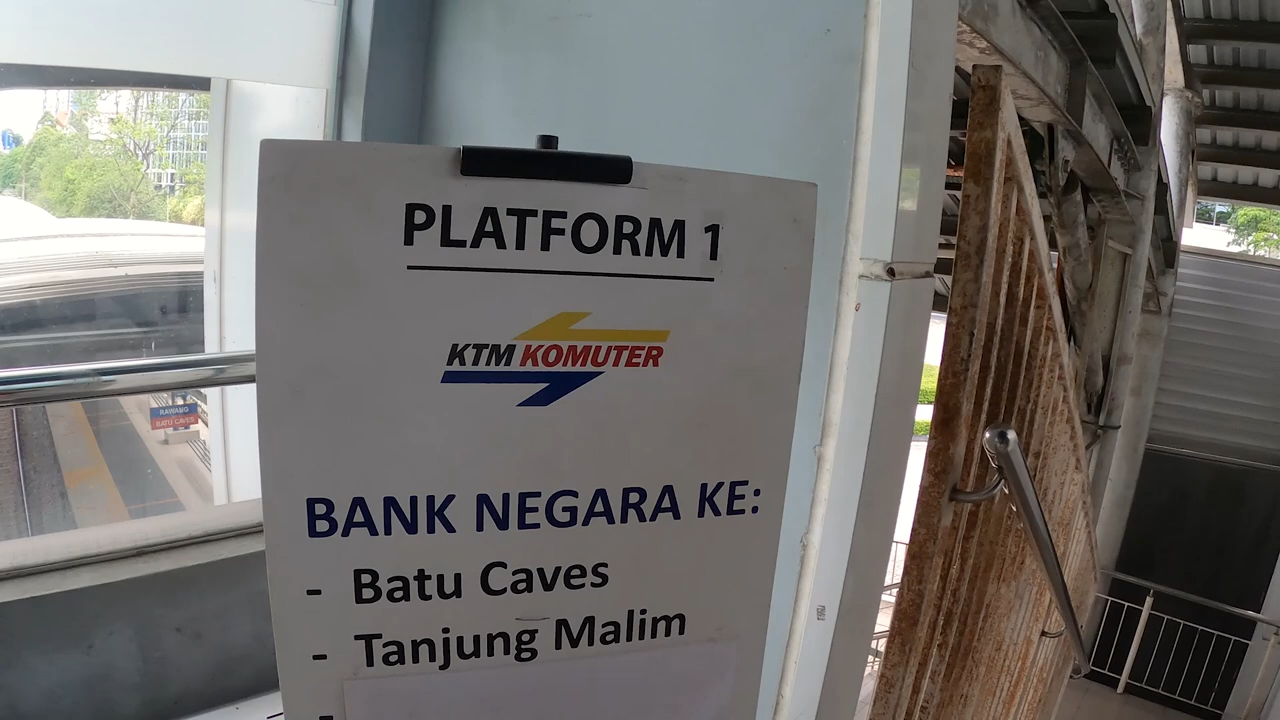 PLATFORM 1
KTM KOMUTER
BANK NEGARA KE:
- Batu Caves
- Tanjung Malim
-
RAWANG
BATU CAVES